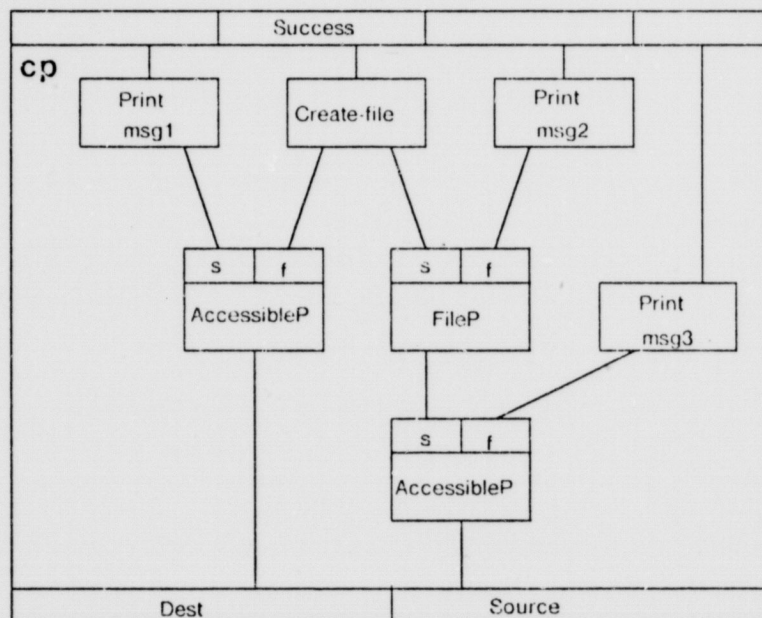 Success
cp
Print
msg1
Create-file
Print
msg2
s f
AccessibleP
s f
FileP
Print
msg3
s f
AccessibleP
Dest
Source